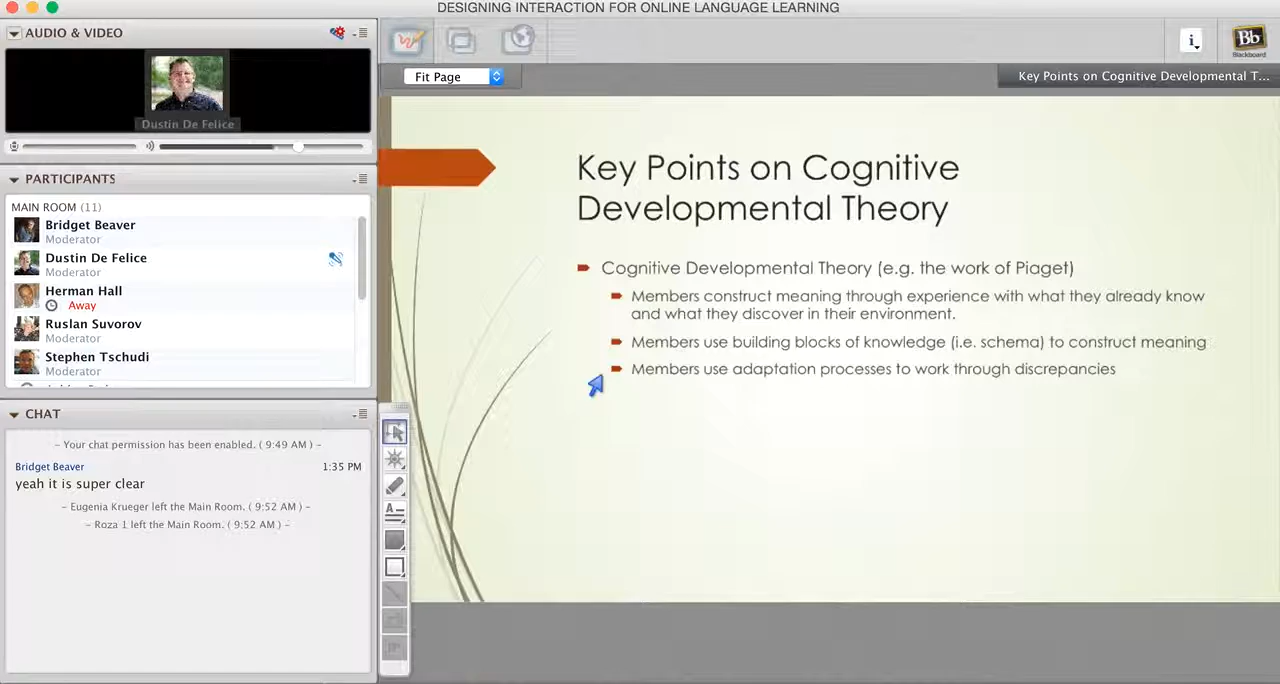 DESIGNING INTERACTION FOR ONLINE LANGUAGE LEARNING
AUDIO & VIDEO
Dustin De Felice
PARTICIPANTS
MAIN ROOM (11)
Bridget Beaver
Moderator
Dustin De Felice
Moderator
Herman Hall
Away
Ruslan Suvorov
Moderator
Stephen Tschudi
Moderator
CHAT
– Your chat permission has been enabled. ( 9:49 AM ) –
Bridget Beaver 1:35 PM
yeah it is super clear
– Eugenia Krueger left the Main Room. ( 9:52 AM ) –
– Roza 1 left the Main Room. ( 9:52 AM ) –
Fit Page
i
Bb
Blackboard
Key Points on Cognitive Developmental T...
Key Points on Cognitive
Developmental Theory
Cognitive Developmental Theory (e.g. the work of Piaget)
Members construct meaning through experience with what they already know
and what they discover in their environment.
Members use building blocks of knowledge (i.e. schema) to construct meaning
Members use adaptation processes to work through discrepancies
A